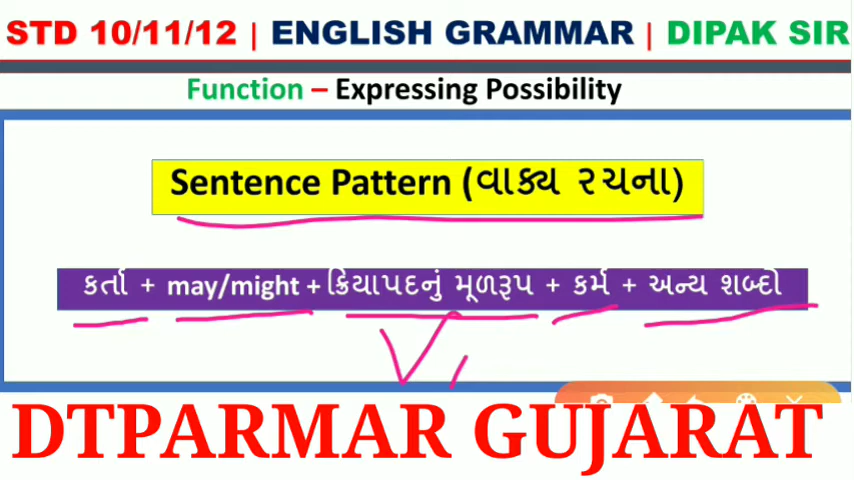 STD 10/11/12 | ENGLISH GRAMMAR | DIPAK SIR
Function – Expressing Possibility
Sentence Pattern (વાક્ય રચના)
કર્તા + may/might + ક્રિયાપદનું મૂળરૂપ + કર્મ + અન્ય શબ્દો
V1
DTPARMAR GUJARAT